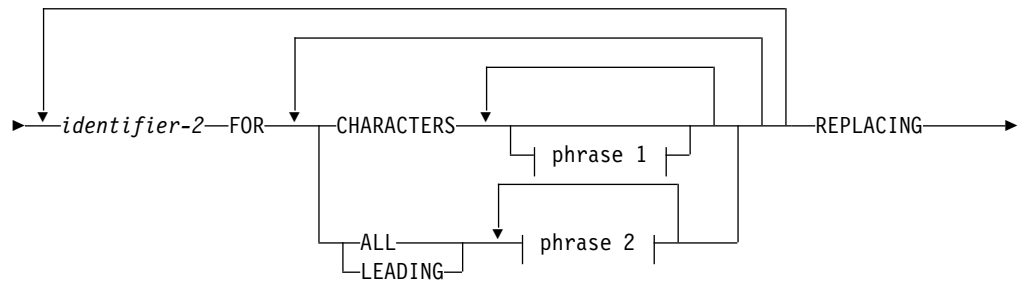 identifier-2 FOR CHARACTERS REPLACING
phrase 1
ALL phrase 2
LEADING